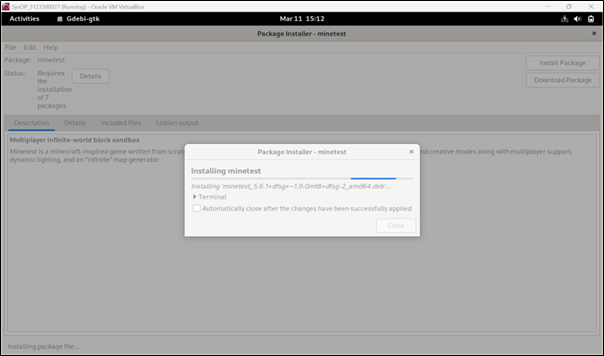 SysOP_3123500027 [Running] - Oracle VM VirtualBox
Activities Gdebi-gtk Mar 11 15:12
Package Installer - minetest
File Edit Help
Package: minetest
Install Package
Status: Requires
the
installation
of 7
packages
Details
Download Package
Description Details Included files Lintian output
Multiplayer infinite-world block sandbox
Minetest is a minecraft-inspired game written from scrat
nd creative modes along with multiplayer support,
dynamic lighting, and an "infinite" map generator.
Package Installer - minetest
Installing minetest
Installing 'minetest_5.6.1+dfsg+~1.9.0mt8+dfsg-2_amd64.deb'...
Terminal
Automatically close after the changes have been successfully applied
Close
Installing package file...